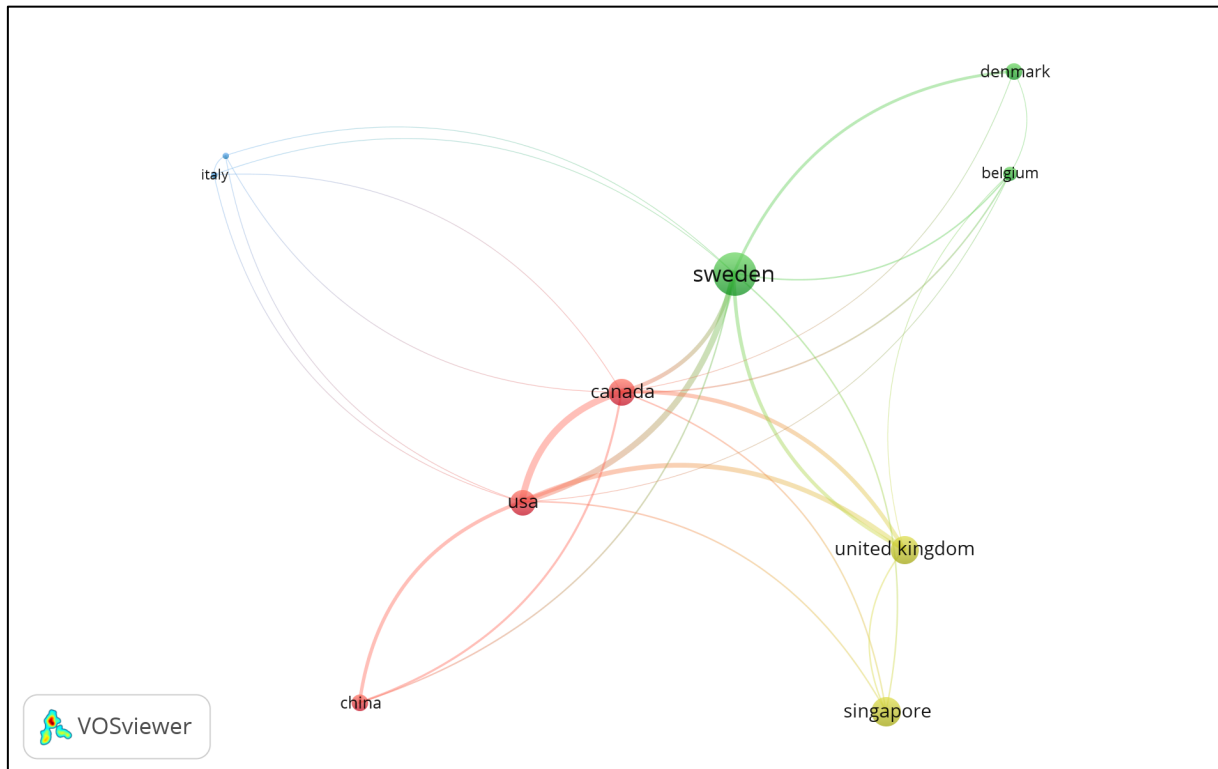 denmark
italy
belgium
sweden
canada
usa
united kingdom
china
singapore
VOSviewer